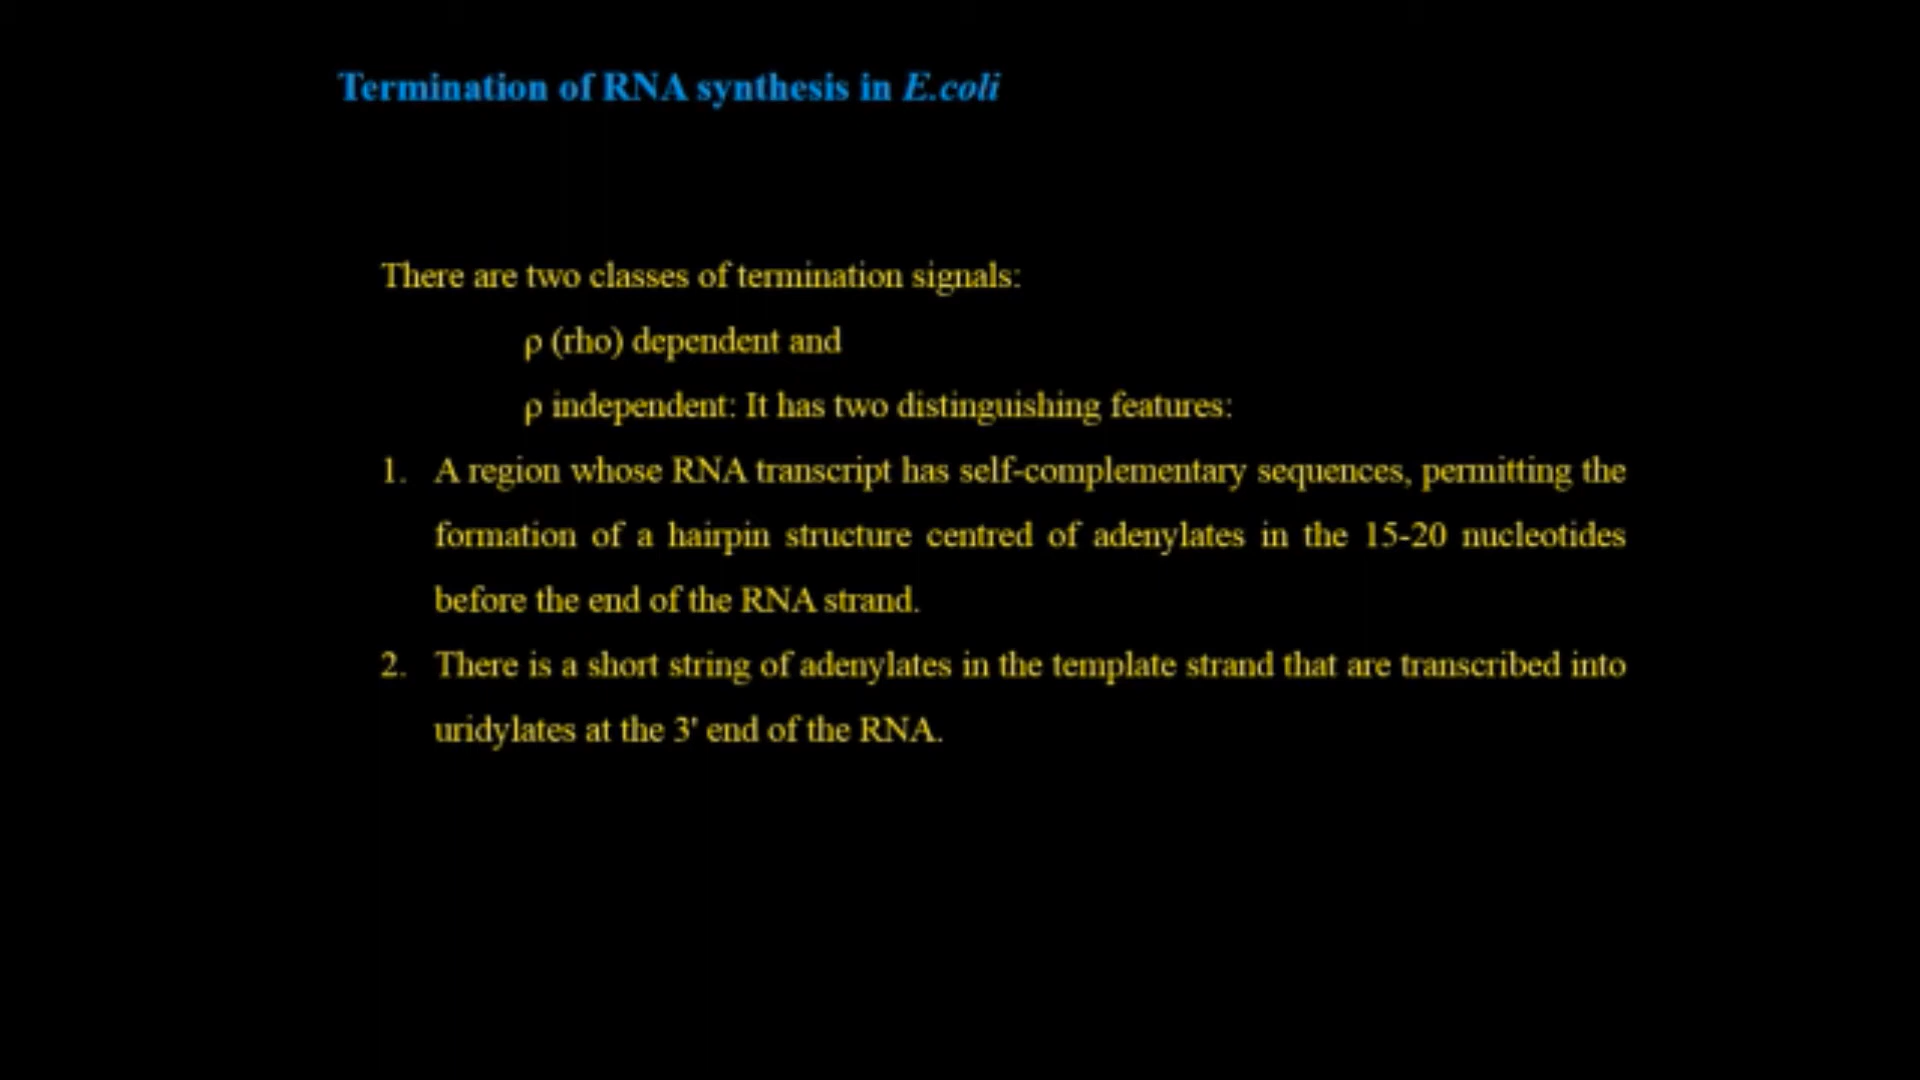 Termination of RNA synthesis in E.coli
There are two classes of termination signals:
ρ (rho) dependent and
ρ independent: It has two distinguishing features:
1. A region whose RNA transcript has self-complementary sequences, permitting the
formation of a hairpin structure centred of adenylates in the 15-20 nucleotides
before the end of the RNA strand.
2. There is a short string of adenylates in the template strand that are transcribed into
uridylates at the 3' end of the RNA.